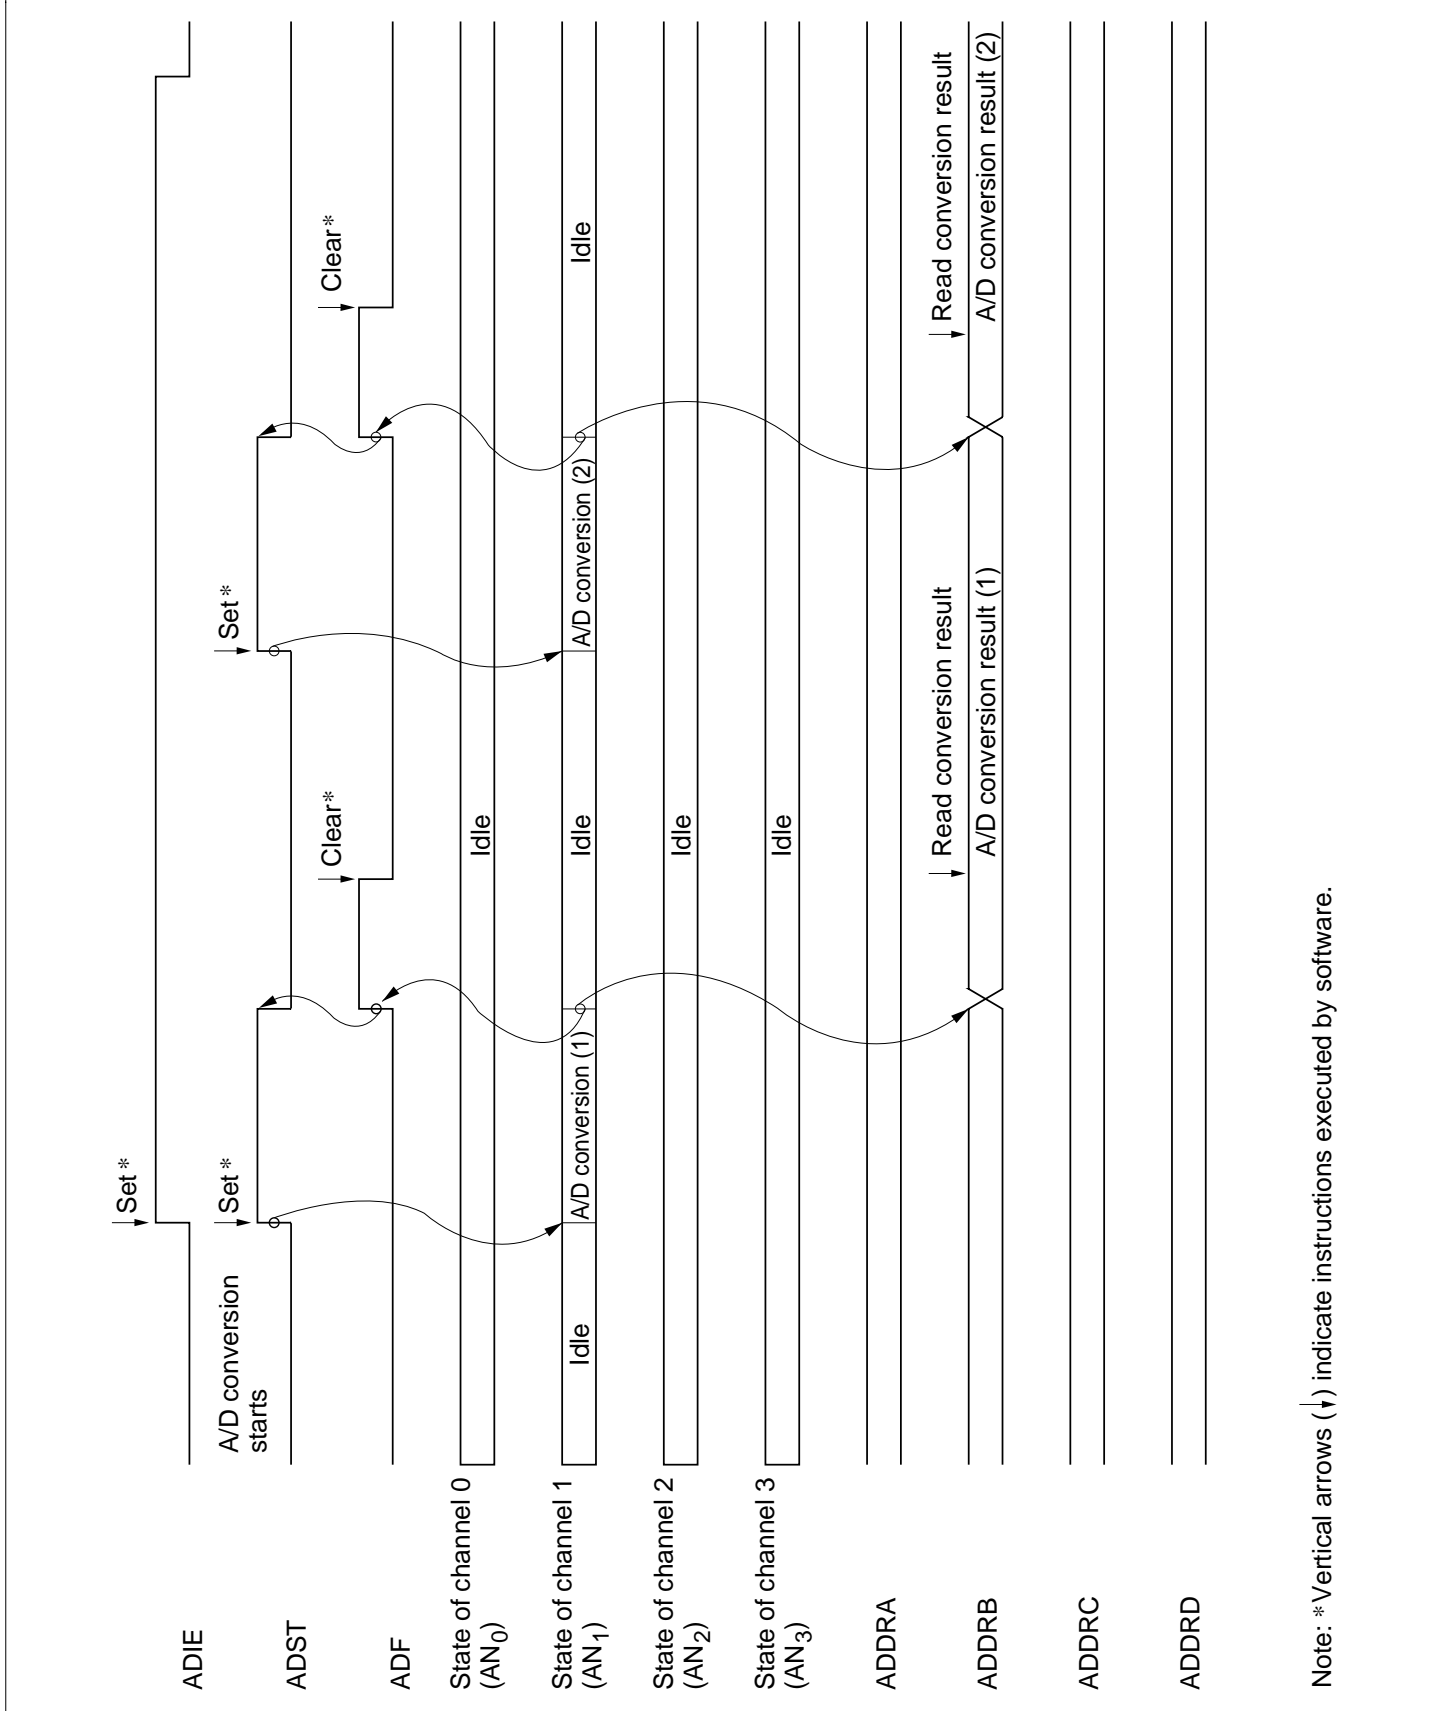 Set *
Set *
A/D conversion
starts
Set *
Clear *
Clear *
Idle
Idle
A/D conversion (1)
Idle
A/D conversion (2)
Idle
Idle
Idle
Read conversion result
Read conversion result
A/D conversion result (1)
A/D conversion result (2)
ADIE
ADST
ADF
State of channel 0
(AN0)
State of channel 1
(AN1)
State of channel 2
(AN2)
State of channel 3
(AN3)
ADDRA
ADDRB
ADDRC
ADDRD
Note: * Vertical arrows (↓) indicate instructions executed by software.